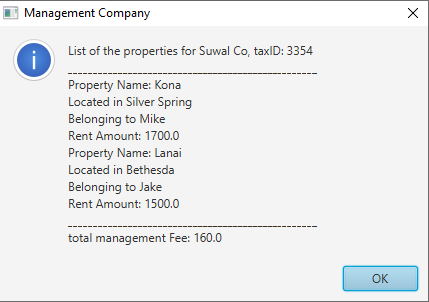 Management Company
List of the properties for Suwal Co, taxID: 3354
__________________________________________________
Property Name: Kona
Located in Silver Spring
Belonging to Mike
Rent Amount: 1700.0
Property Name: Lanai
Located in Bethesda
Belonging to Jake
Rent Amount: 1500.0
__________________________________________________
total management Fee: 160.0
OK